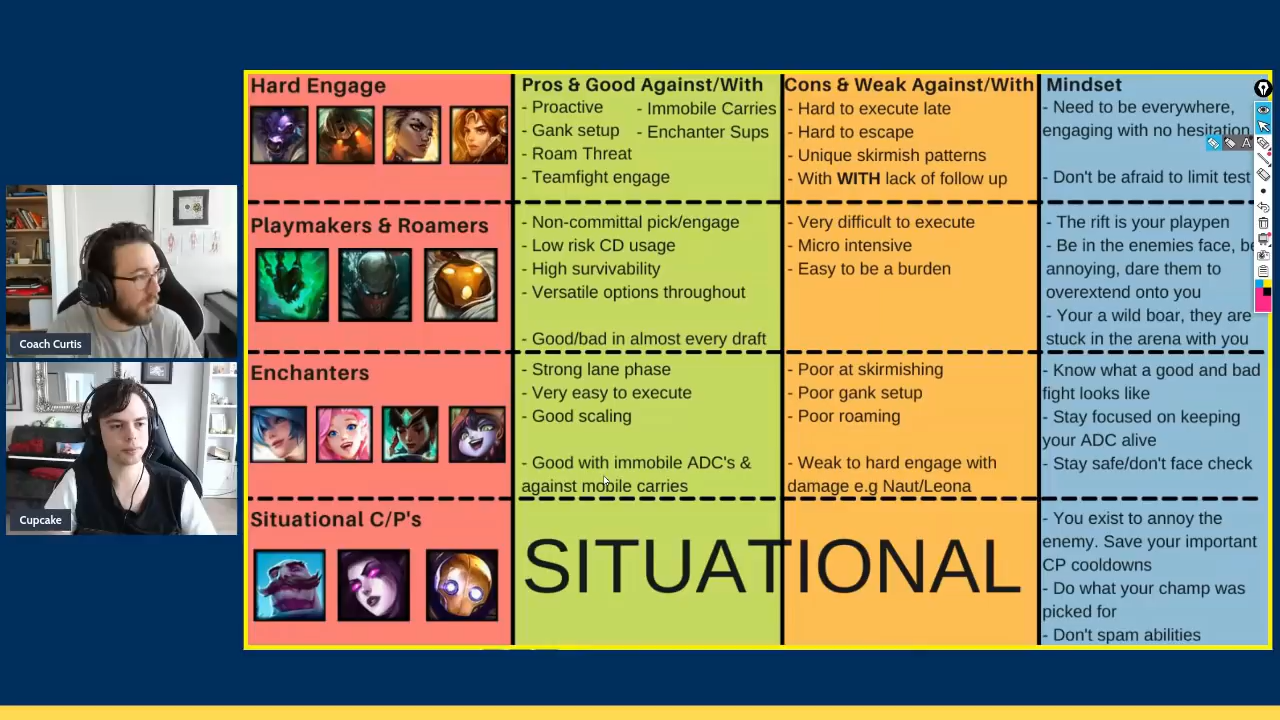 Hard Engage
Pros & Good Against/With
- Proactive
- Immobile Carries
- Gank setup
- Enchanter Sups
- Roam Threat
- Teamfight engage
Cons & Weak Against/With
- Hard to execute late
- Hard to escape
- Unique skirmish patterns
- With WITH lack of follow up
Mindset
- Need to be everywhere,
engaging with no hesitation
- Don't be afraid to limit test
A
Playmakers & Roamers
- Non-committal pick/engage
- Low risk CD usage
- High survivability
- Versatile options throughout
- Good/bad in almost every draft
- Very difficult to execute
- Micro intensive
- Easy to be a burden
- The rift is your playpen
- Be in the enemies face, be
annoying, dare them to
overextend onto you
- Your a wild boar, they are
stuck in the arena with you
Enchanters
- Strong lane phase
- Very easy to execute
- Good scaling
- Good with immobile ADC's &
against mobile carries
- Poor at skirmishing
- Poor gank setup
- Poor roaming
- Weak to hard engage with
damage e.g Naut/Leona
- Know what a good and bad
fight looks like
- Stay focused on keeping
your ADC alive
- Stay safe/don't face check
Situational C/P's
SITUATIONAL
- You exist to annoy the
enemy. Save your important
CP cooldowns
- Do what your champ was
picked for
- Don't spam abilities
Coach Curtis
Cupcake